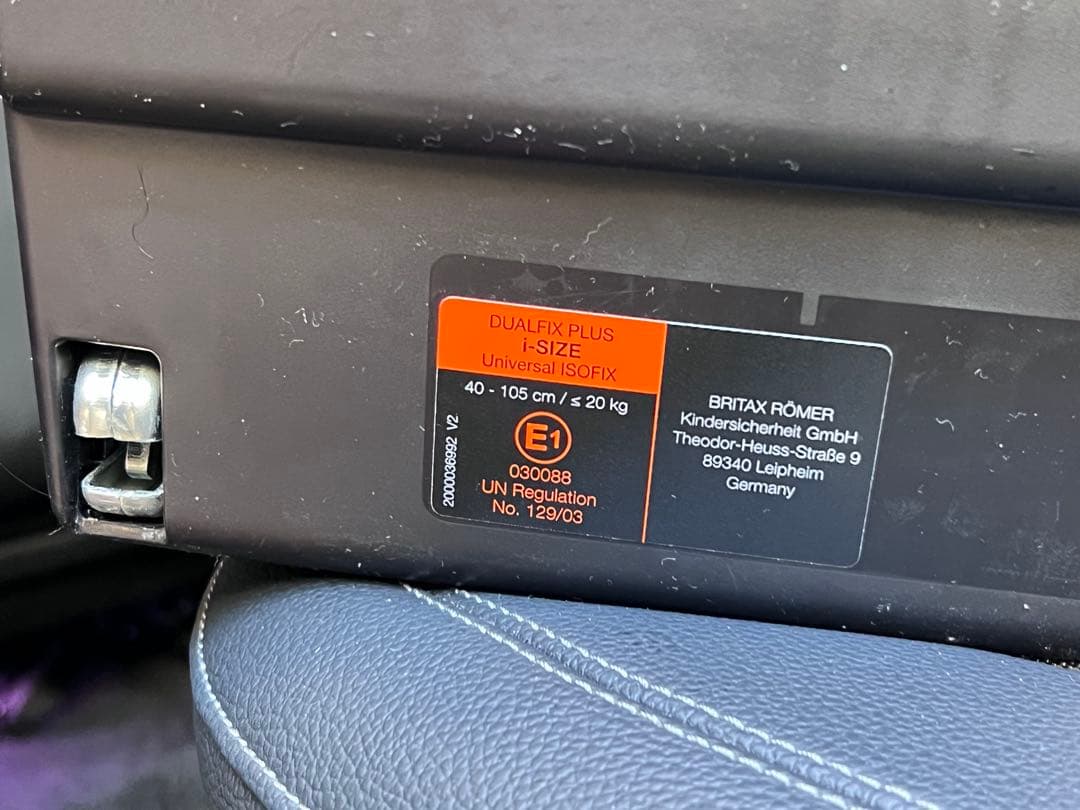 DUALFIX PLUS
i-SIZE
Universal ISOFIX
40 - 105 cm / ≤ 20 kg
E1
030088
UN Regulation
No. 129/03
2000036992 V2
BRITAX RÖMER
Kindersicherheit GmbH
Theodor-Heuss-Straße 9
89340 Leipheim
Germany